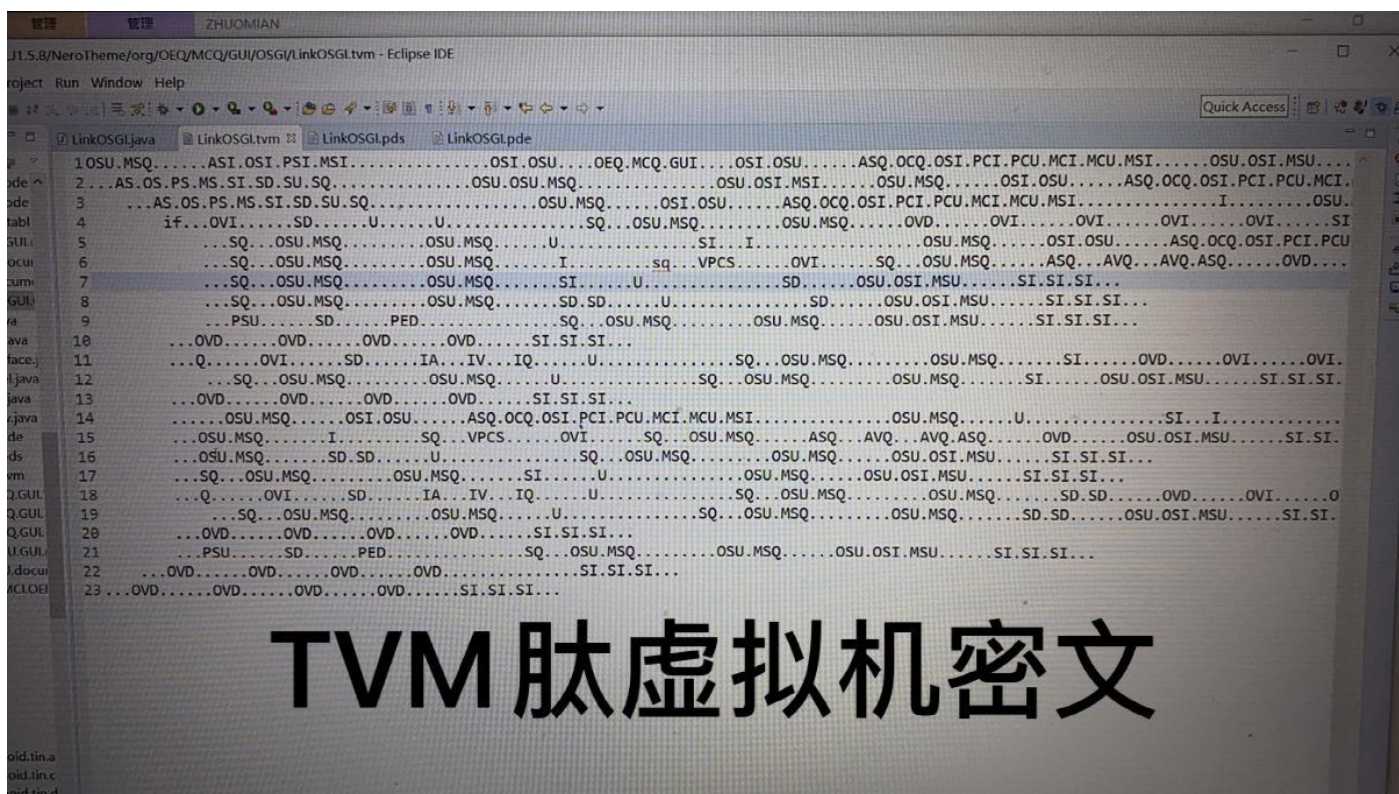 管理 管理 ZHUOMIAN
J1.5.8/NeroTheme/org/OEQ/MCQ/GUI/OSGI/LinkOSGI.tvm - Eclipse IDE
roject Run Window Help
Quick Access
LinkOSGI.java LinkOSGI.tvm LinkOSGI.pds LinkOSGI.pde
1OSU.MSQ.......ASI.OSI.PSI.MSI...............OSI.OSU....OEQ.MCQ.GUI....OSI.OSU.......ASQ.OCQ.OSI.PCI.PCU.MCI.MCU.MSI......OSU.OSI.MSU....
2...AS.OS.PS.MS.SI.SD.SU.SQ...............OSU.OSU.MSQ...............OSU.OSI.MSI......OSU.MSQ.......OSI.OSU......ASQ.OCQ.OSI.PCI.PCU.MCI.
3 ...AS.OS.PS.MS.SI.SD.SU.SQ..................OSU.MSQ.......OSI.OSU......ASQ.OCQ.OSI.PCI.PCU.MCI.MCU.MSI...............I..........OSU.
4 if...OVI......SD.......U.......U.................SQ...OSU.MSQ..........OSU.MSQ.......OVD.......OVI.......OVI.......OVI.......OVI.......SI
5 ...SQ...OSU.MSQ..........OSU.MSQ.......U.................SI...I.....................OSU.MSQ.......OSI.OSU.......ASQ.OCQ.OSI.PCI.PCU
6 ...SQ...OSU.MSQ..........OSU.MSQ.......I..........sq...VPCS.......OVI.......SQ...OSU.MSQ.......ASQ...AVQ...AVQ.ASQ.......OVD....
7 ...SQ...OSU.MSQ..........OSU.MSQ.......SI.......U.................SD.......OSU.OSI.MSU.......SI.SI.SI...
8 ...SQ...OSU.MSQ..........OSU.MSQ.......SD.SD.......U.................SD.......OSU.OSI.MSU.......SI.SI.SI...
9 ...PSU.......SD.......PED.................SQ...OSU.MSQ..........OSU.MSQ.......OSU.OSI.MSU.......SI.SI.SI...
10 ...OVD.......OVD.......OVD.......OVD.......SI.SI.SI...
11 ...Q.......OVI.......SD.......IA...IV...IQ.......U.................SQ...OSU.MSQ..........OSU.MSQ.......SI.......OVD.......OVI.......OVI.
12 ...SQ...OSU.MSQ..........OSU.MSQ.......U.................SQ...OSU.MSQ..........OSU.MSQ.......SI.......OSU.OSI.MSU.......SI.SI.SI.
13 ...OVD.......OVD.......OVD.......OVD.......SI.SI.SI...
14 ......OSU.MSQ.......OSI.OSU.......ASQ.OCQ.OSI.PCI.PCU.MCI.MCU.MSI.................OSU.MSQ.......U.................SI...I.......
15 ...OSU.MSQ.......I..........SQ...VPCS.......OVI.......SQ...OSU.MSQ.......ASQ...AVQ...AVQ.ASQ.......OVD.......OSU.OSI.MSU.......SI.SI.
16 ...OSU.MSQ.......SD.SD.......U.................SQ...OSU.MSQ..........OSU.MSQ.......OSU.OSI.MSU.......SI.SI.SI...
17 ...SQ...OSU.MSQ..........OSU.MSQ.......SI.......U.................OSU.MSQ.......OSU.OSI.MSU.......SI.SI.SI...
18 ...Q.......OVI.......SD.......IA...IV...IQ.......U.................SQ...OSU.MSQ..........OSU.MSQ.......SD.SD.......OVD.......OVI.......O
19 ...SQ...OSU.MSQ..........OSU.MSQ.......U.................SQ...OSU.MSQ..........OSU.MSQ.......SD.SD.......OSU.OSI.MSU.......SI.SI.
20 ...OVD.......OVD.......OVD.......OVD.......SI.SI.SI...
21 ...PSU.......SD.......PED.................SQ...OSU.MSQ..........OSU.MSQ.......OSU.OSI.MSU.......SI.SI.SI...
22 ...OVD.......OVD.......OVD.......OVD...............SI.SI.SI...
23...OVD.......OVD.......OVD.......OVD.......SI.SI.SI...
TVM肽虚拟机密文
oid.tin.a
oid.tin.c